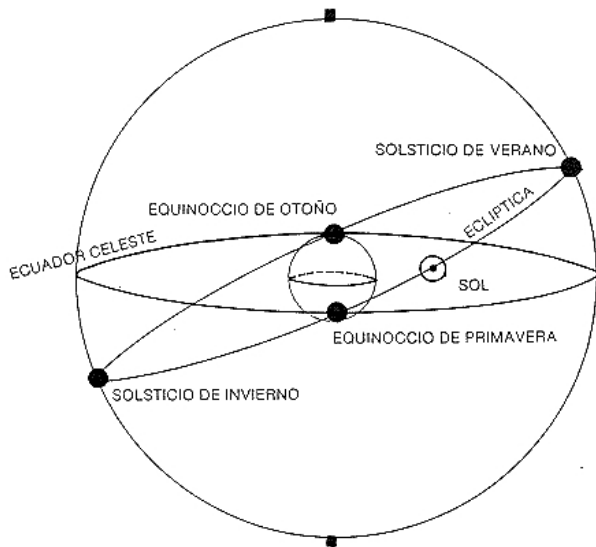 SOLSTICIO DE VERANO
EQUINOCCIO DE OTOÑO
ECLIPTICA
ECUADOR CELESTE
SOL
EQUINOCCIO DE PRIMAVERA
SOLSTICIO DE INVIERNO